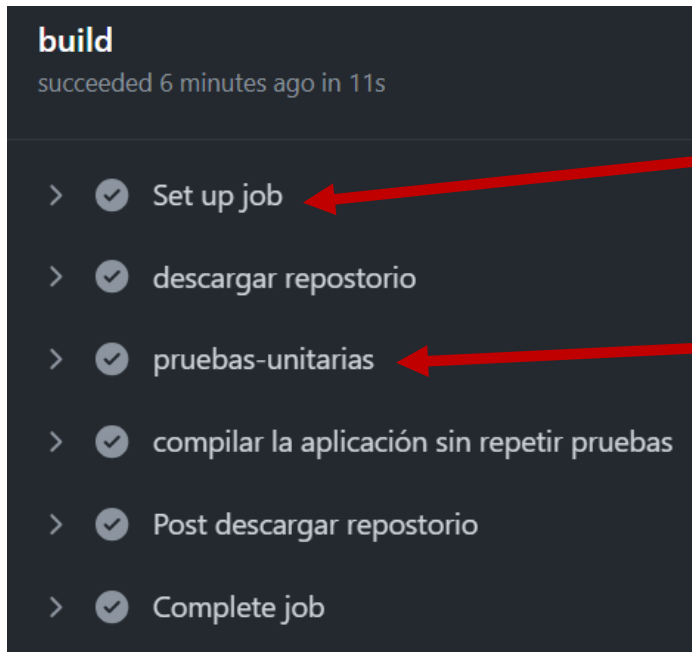 build
succeeded 6 minutes ago in 11s
Set up job
descargar repostorio
pruebas-unitarias
compilar la aplicación sin repetir pruebas
Post descargar repostorio
Complete job